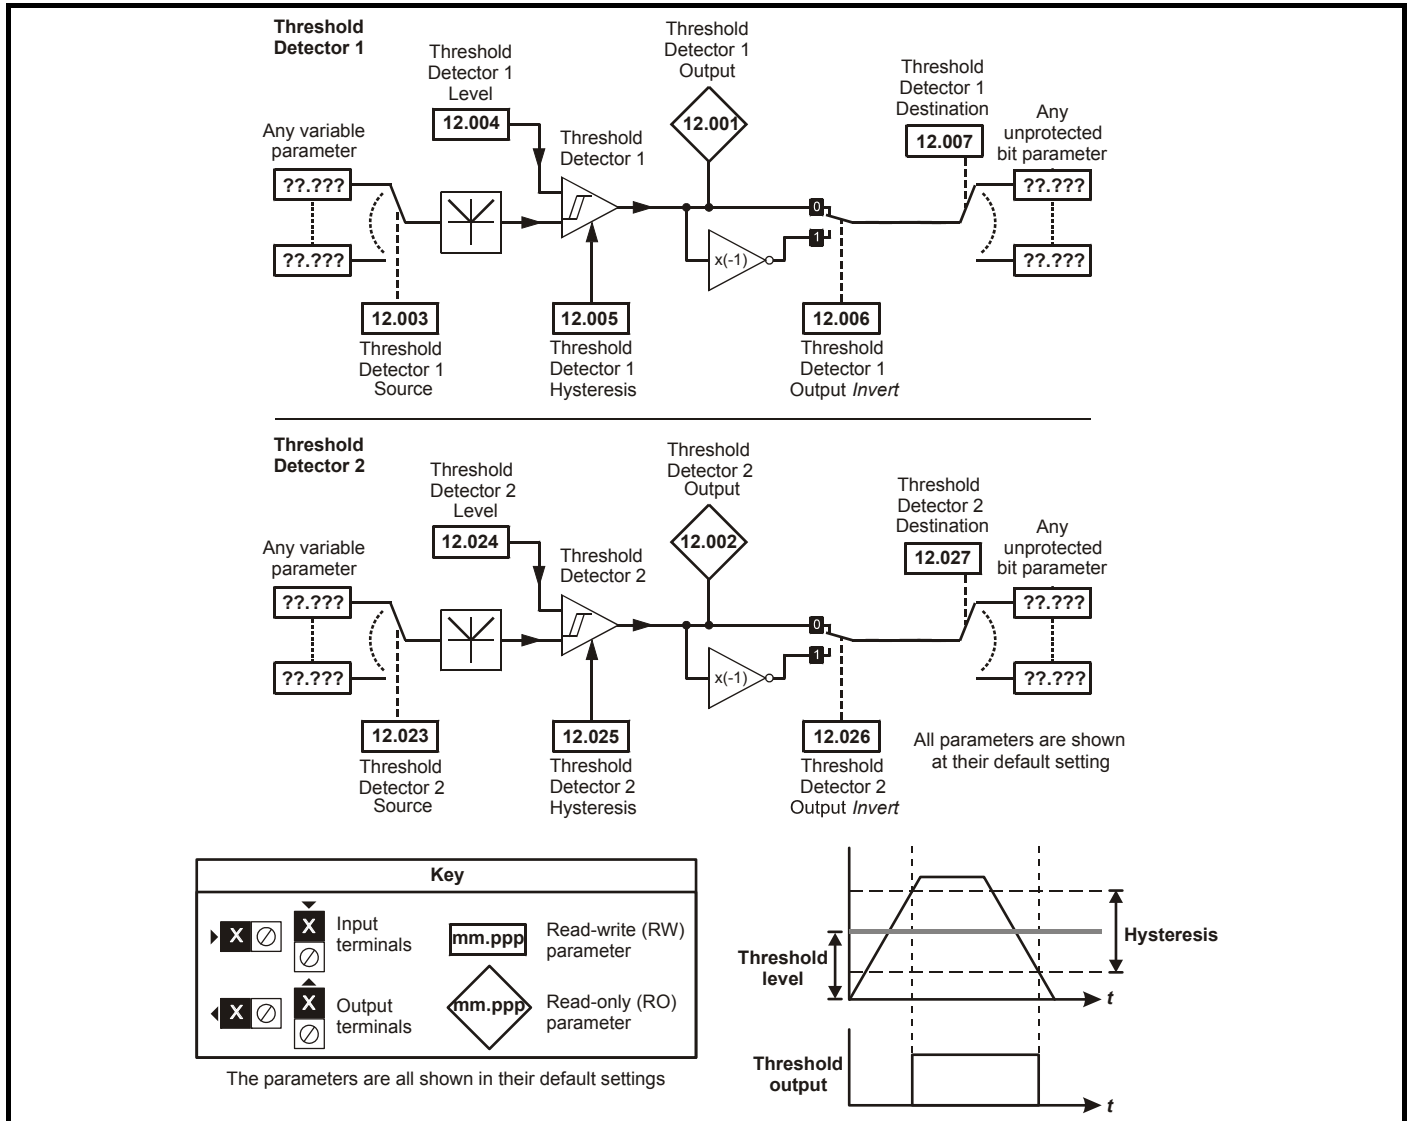 Threshold
Detector 1
Threshold
Detector 1
Level
12.004
Threshold
Detector 1
Output
12.001
Threshold
Detector 1
Destination
12.007
Any variable
parameter
??.???
??.???
Threshold
Detector 1
x(-1)
0
1
Any
unprotected
bit parameter
??.???
??.???
12.003
Threshold
Detector 1
Source
12.005
Threshold
Detector 1
Hysteresis
12.006
Threshold
Detector 1
Output Invert
Threshold
Detector 2
Threshold
Detector 2
Level
12.024
Threshold
Detector 2
Output
12.002
Threshold
Detector 2
Destination
12.027
Any variable
parameter
??.???
??.???
Threshold
Detector 2
x(-1)
0
1
Any
unprotected
bit parameter
??.???
??.???
12.023
Threshold
Detector 2
Source
12.025
Threshold
Detector 2
Hysteresis
12.026
Threshold
Detector 2
Output Invert
All parameters are shown
at their default setting
Key
X
X
Input
terminals
mm.ppp
Read-write (RW)
parameter
X
X
Output
terminals
mm.ppp
Read-only (RO)
parameter
The parameters are all shown in their default settings
Threshold
level
Hysteresis
t
Threshold
output
t